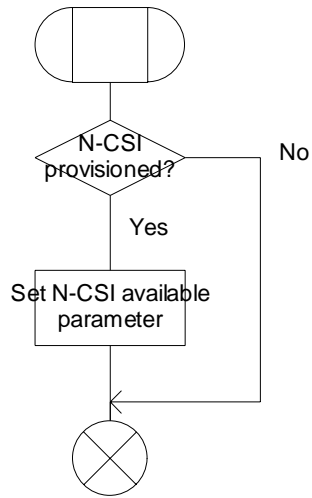 N-CSI
provisioned?
No
Yes
Set N-CSI available
parameter